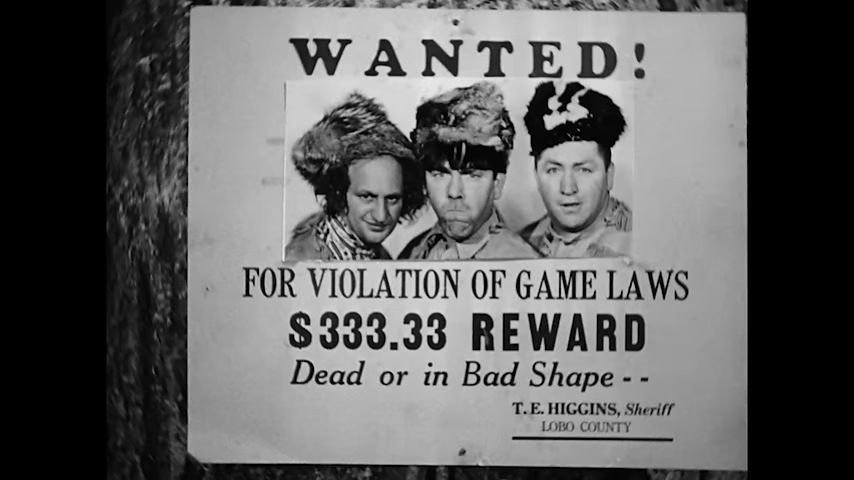 WANTED!
FOR VIOLATION OF GAME LAWS
$333.33 REWARD
Dead or in Bad Shape --
T. E. HIGGINS, Sheriff
LOBO COUNTY